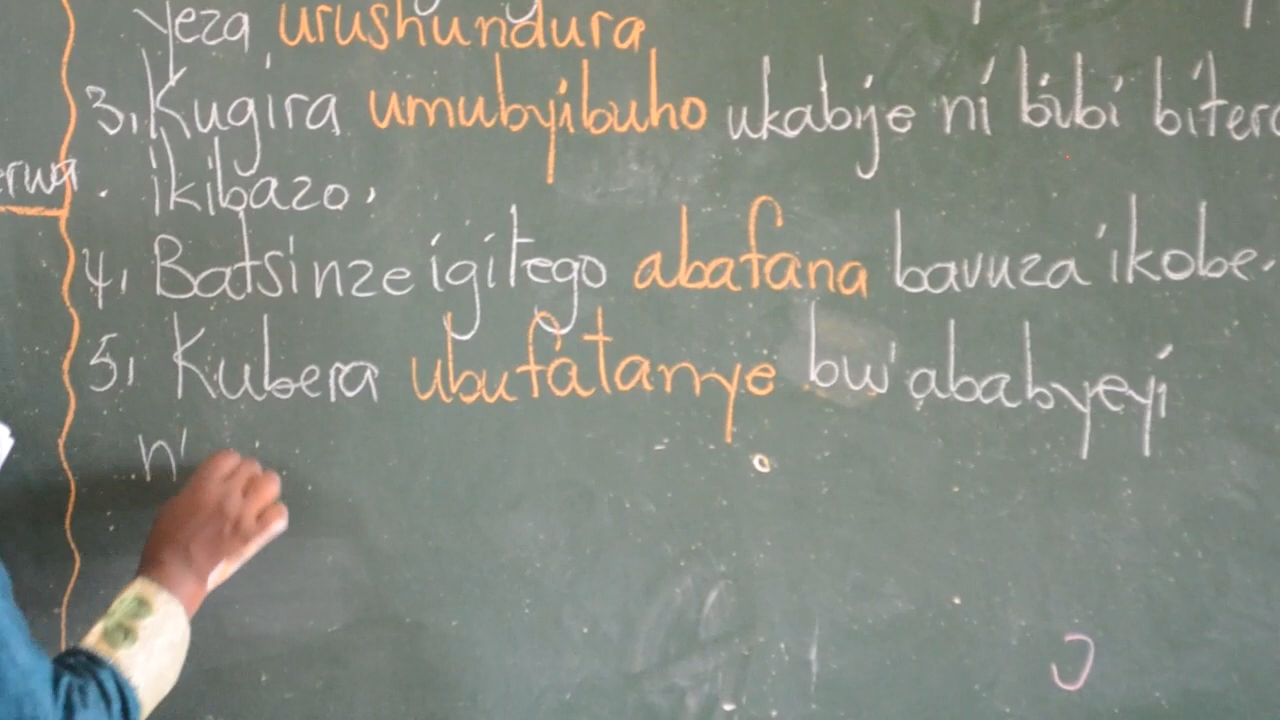 yeza urushundura
3, Kugira umubyibuho ukabije ni bibi bitera
erwa
ikibazo,
4, Batsinze igitego abafana bavuza ikobe.
5, Kubera ubufatanye bw'ababyeyi
n'